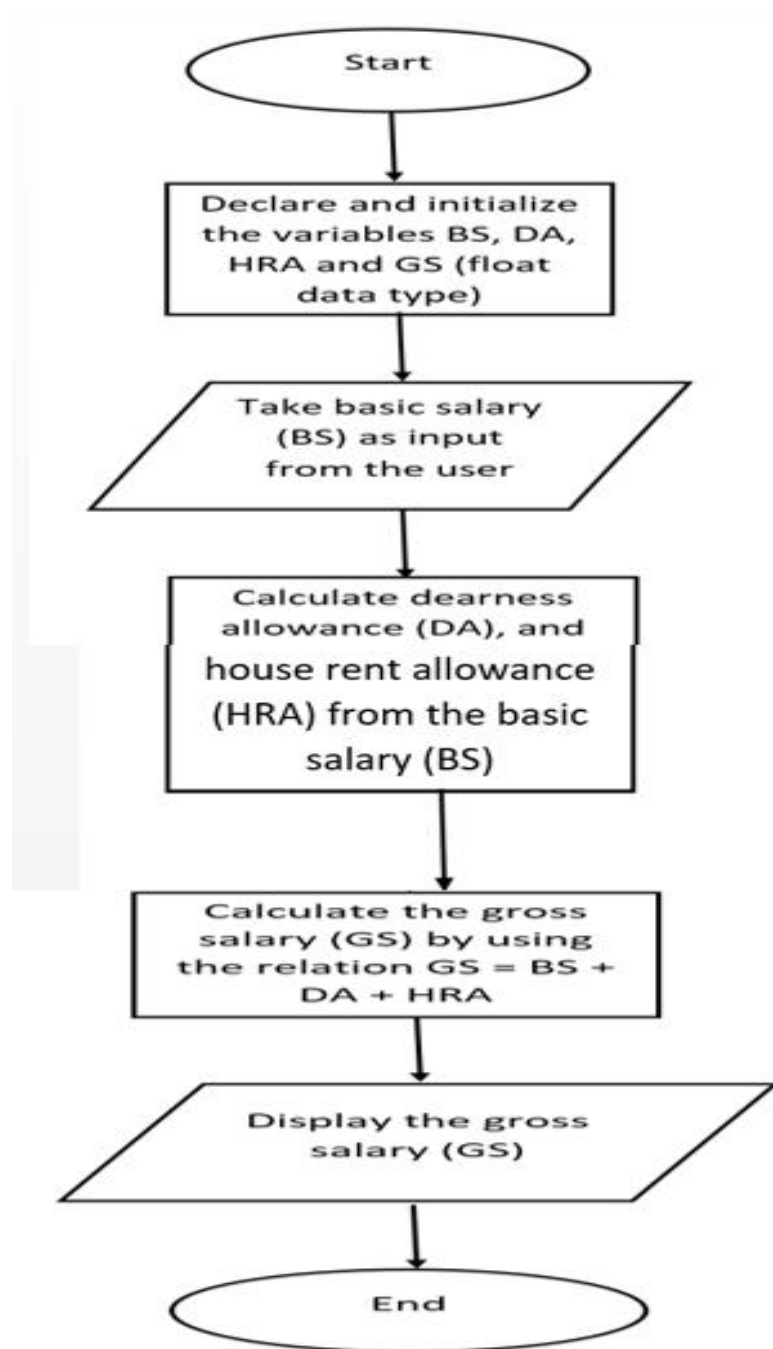 Start
Declare and initialize
the variables BS, DA,
HRA and GS (float
data type)
Take basic salary
(BS) as input
from the user
Calculate dearness
allowance (DA), and
house rent allowance
(HRA) from the basic
salary (BS)
Calculate the gross
salary (GS) by using
the relation GS = BS +
DA + HRA
Display the gross
salary (GS)
End